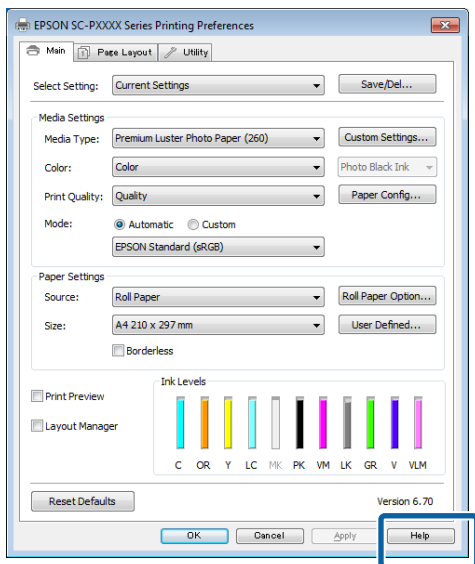 EPSON SC-PXXXX Series Printing Preferences
Main Page Layout Utility
Select Setting: Current Settings Save/Del...
Media Settings
Media Type: Premium Luster Photo Paper (260) Custom Settings...
Color: Color Photo Black Ink
Print Quality: Quality Paper Config...
Mode: Automatic Custom
EPSON Standard (sRGB)
Paper Settings
Source: Roll Paper Roll Paper Option...
Size: A4 210 x 297 mm User Defined...
Borderless
Ink Levels
Print Preview
Layout Manager
C OR Y LC MK PK VM LK GR V VLM
Reset Defaults Version 6.70
OK Cancel Apply Help